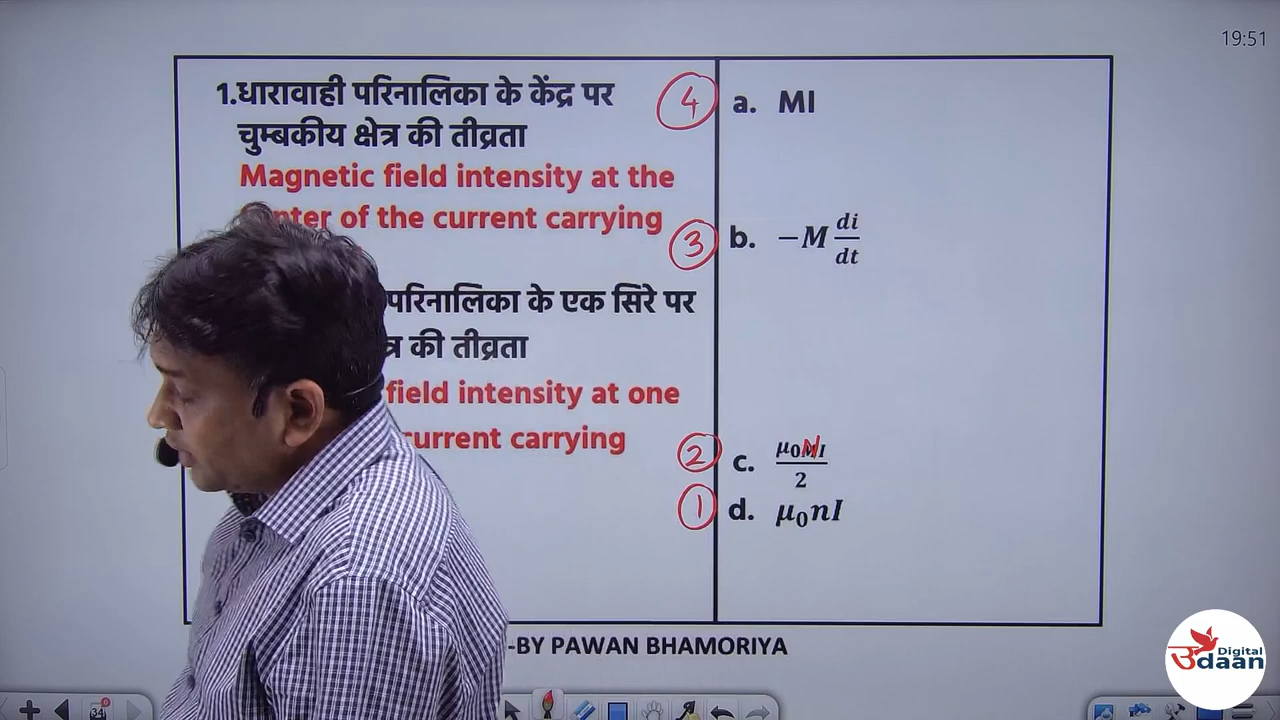 19:51
1.धारावाही परिनालिका के केंद्र पर
चुम्बकीय क्षेत्र की तीव्रता
Magnetic field intensity at the
of the current carrying
परिनालिका के एक सिरे पर
की तीव्रता
field intensity at one
current carrying
4 a. MI
3 b. −M di/dt
2 c. μ₀NI/2
1 d. μ₀nI
-BY PAWAN BHAMORIYA
34
Digital
उdaan